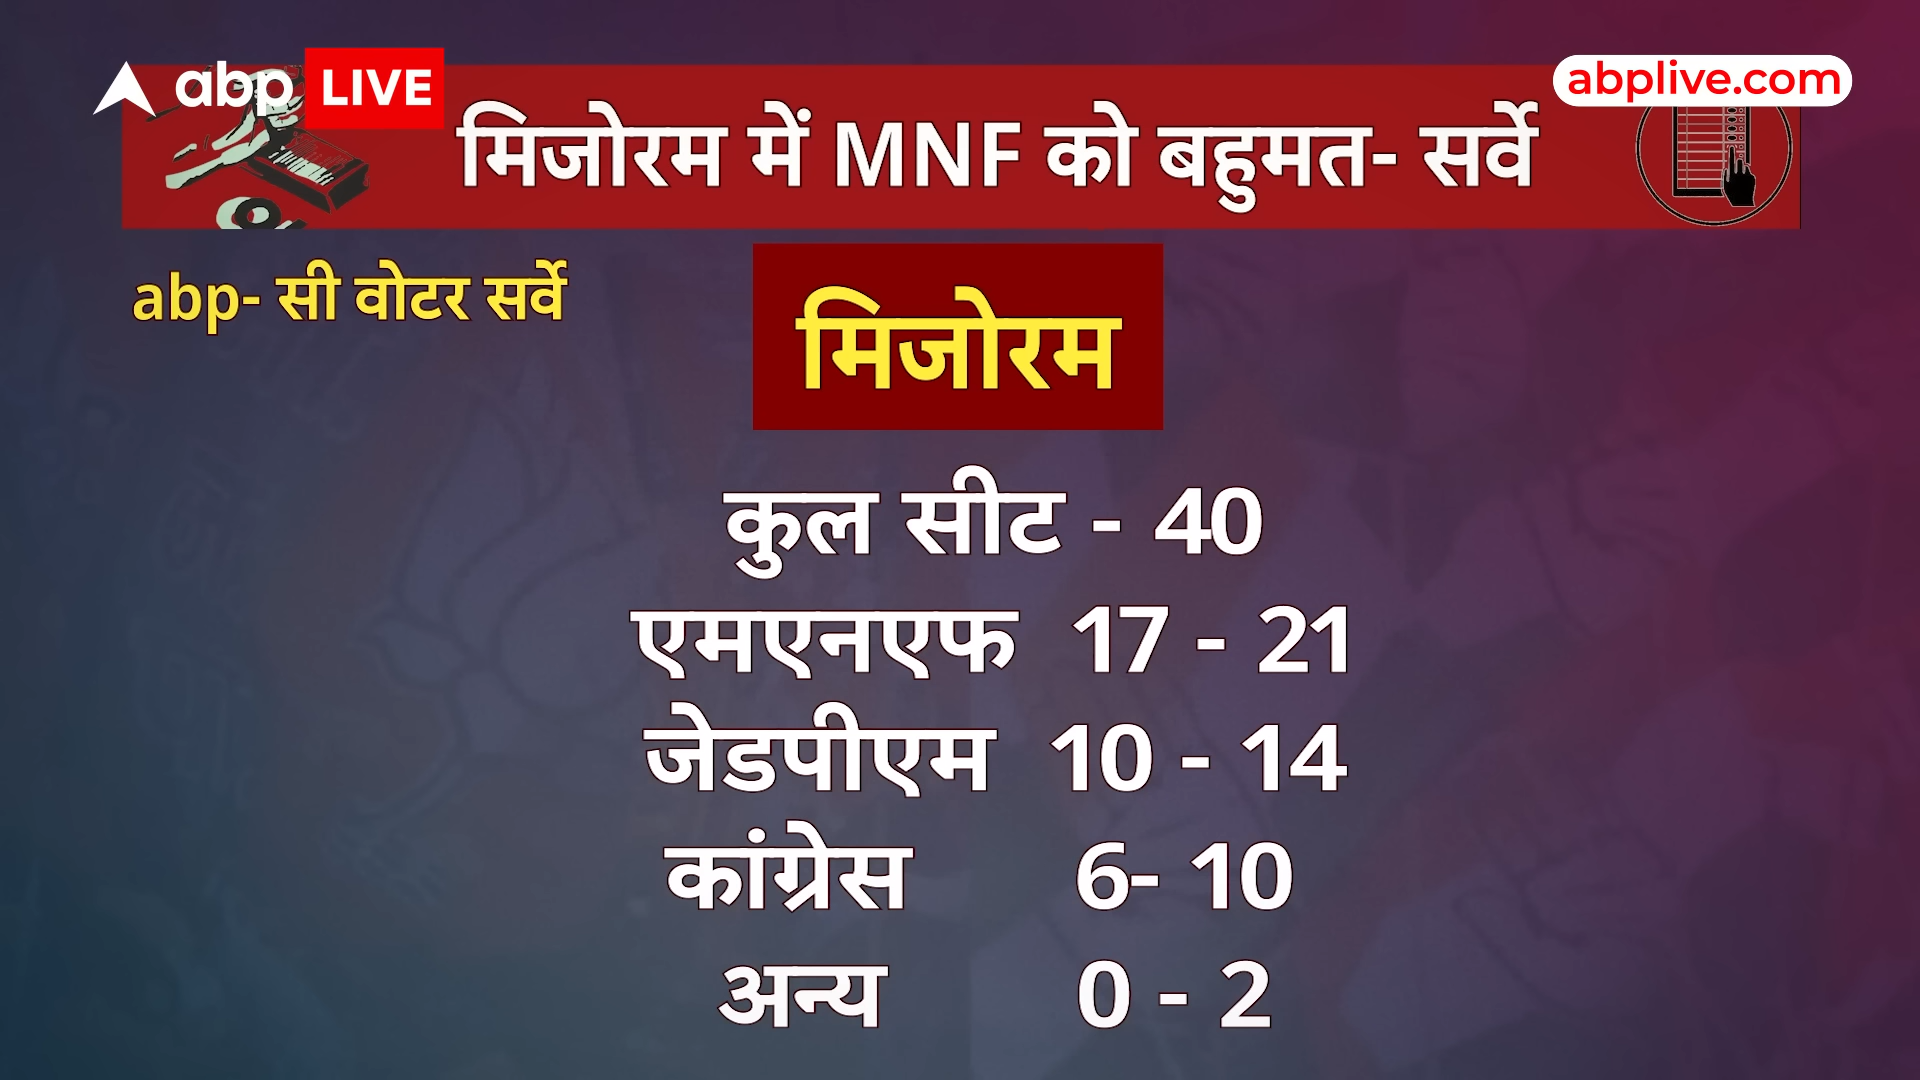 abp LIVE
abplive.com
मिजोरम में MNF को बहुमत- सर्वे
abp- सी वोटर सर्वे
मिजोरम
कुल सीट - 40
एमएनएफ 17 - 21
जेडपीएम 10 - 14
कांग्रेस 6- 10
अन्य 0 - 2